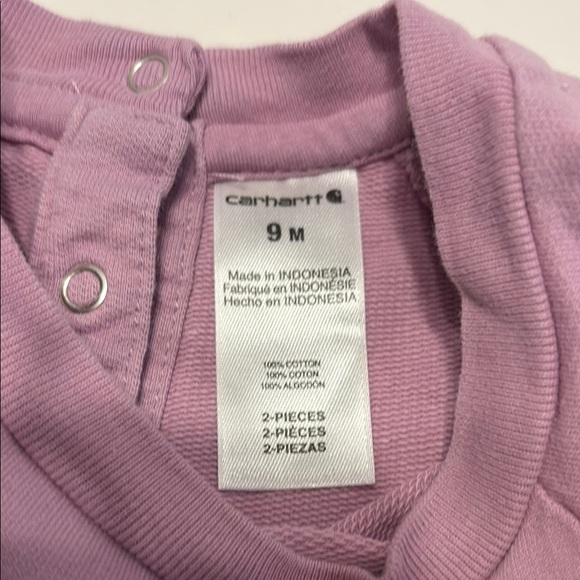 carhartt
9 M
Made in INDONESIA
Fabriqué en INDONÉSIE
Hecho en INDONESIA
100% COTTON
100% COTON
100% ALGODÓN
2-PIECES
2-PIÈCES
2-PIEZAS